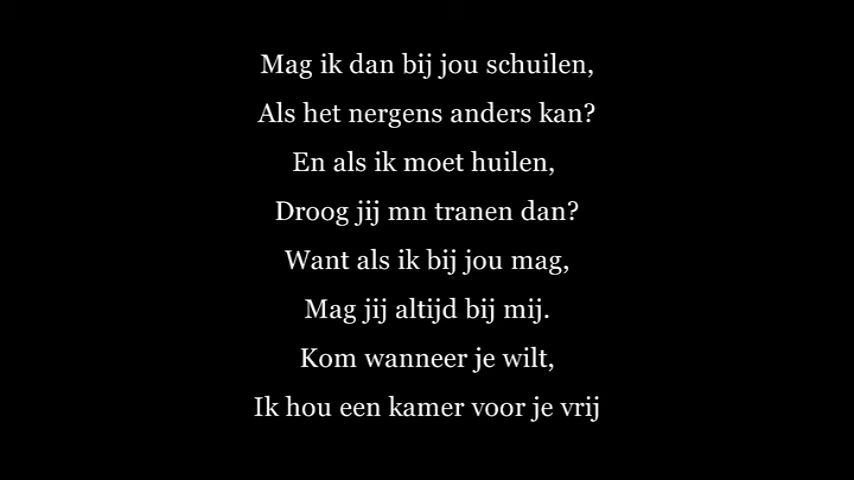 Mag ik dan bij jou schuilen,
Als het nergens anders kan?
En als ik moet huilen,
Droog jij mn tranen dan?
Want als ik bij jou mag,
Mag jij altijd bij mij.
Kom wanneer je wilt,
Ik hou een kamer voor je vrij